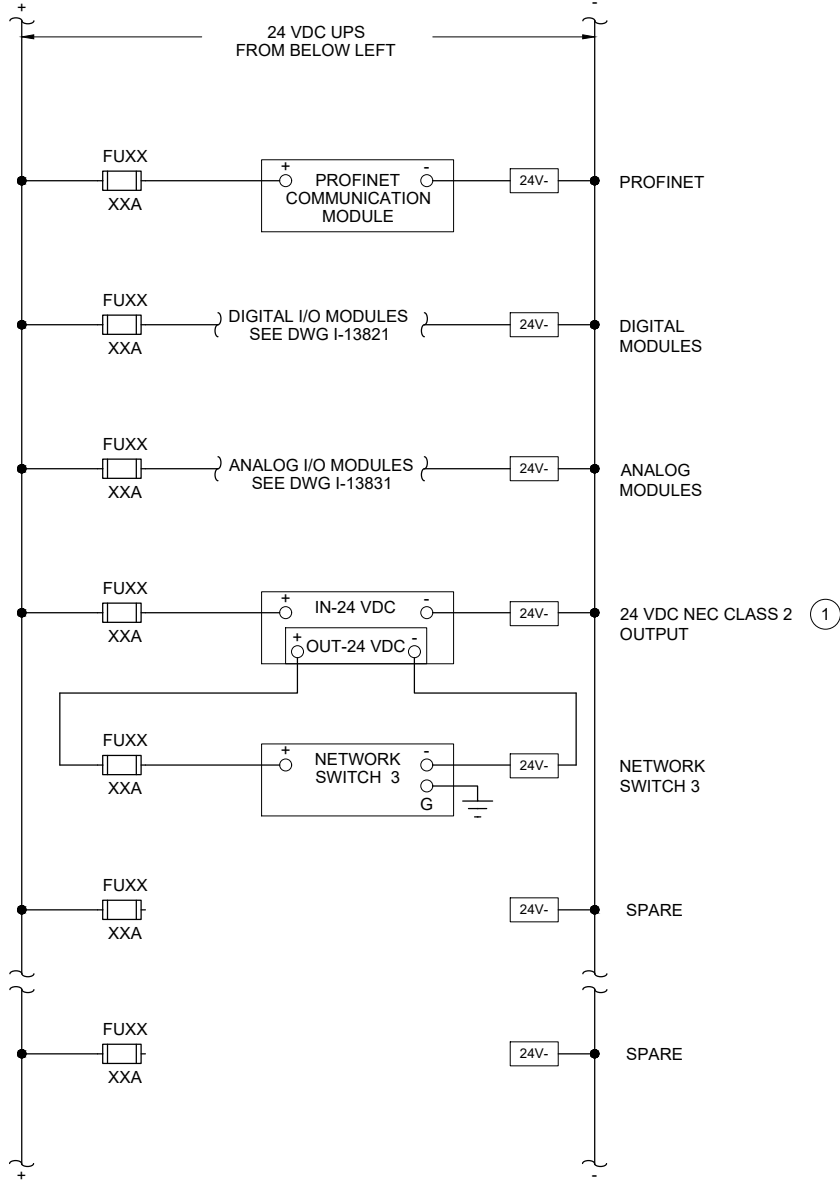 + -
24 VDC UPS
FROM BELOW LEFT
FUXX
XXA
+ -
PROFINET
COMMUNICATION
MODULE
24V-
PROFINET
FUXX
XXA
DIGITAL I/O MODULES
SEE DWG I-13821
24V-
DIGITAL
MODULES
FUXX
XXA
ANALOG I/O MODULES
SEE DWG I-13831
24V-
ANALOG
MODULES
FUXX
XXA
+ IN-24 VDC -
+ OUT-24 VDC -
24V-
24 VDC NEC CLASS 2
OUTPUT
1
FUXX
XXA
+ -
NETWORK
SWITCH 3
G
24V-
NETWORK
SWITCH 3
FUXX
XXA
24V-
SPARE
FUXX
XXA
24V-
SPARE
+ -